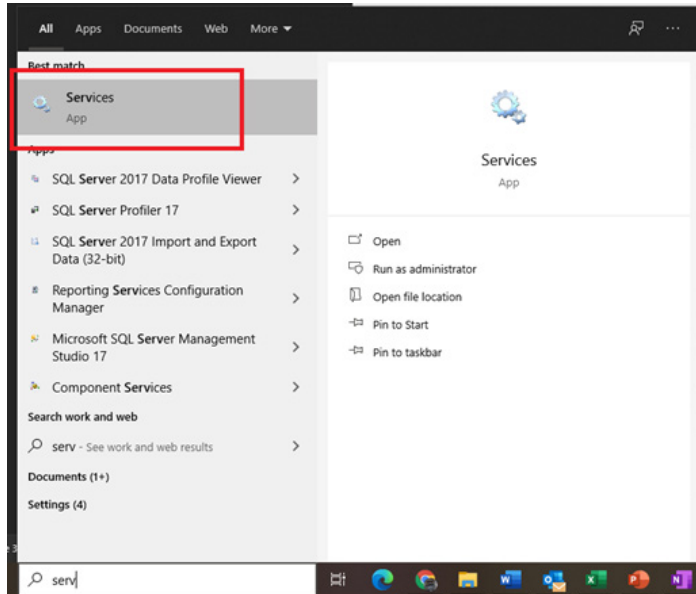 All Apps Documents Web More
Best match
Services
App
Apps
SQL Server 2017 Data Profile Viewer
SQL Server Profiler 17
SQL Server 2017 Import and Export
Data (32-bit)
Reporting Services Configuration
Manager
Microsoft SQL Server Management
Studio 17
Component Services
Search work and web
serv - See work and web results
Documents (1+)
Settings (4)
serv
Services
App
Open
Run as administrator
Open file location
Pin to Start
Pin to taskbar